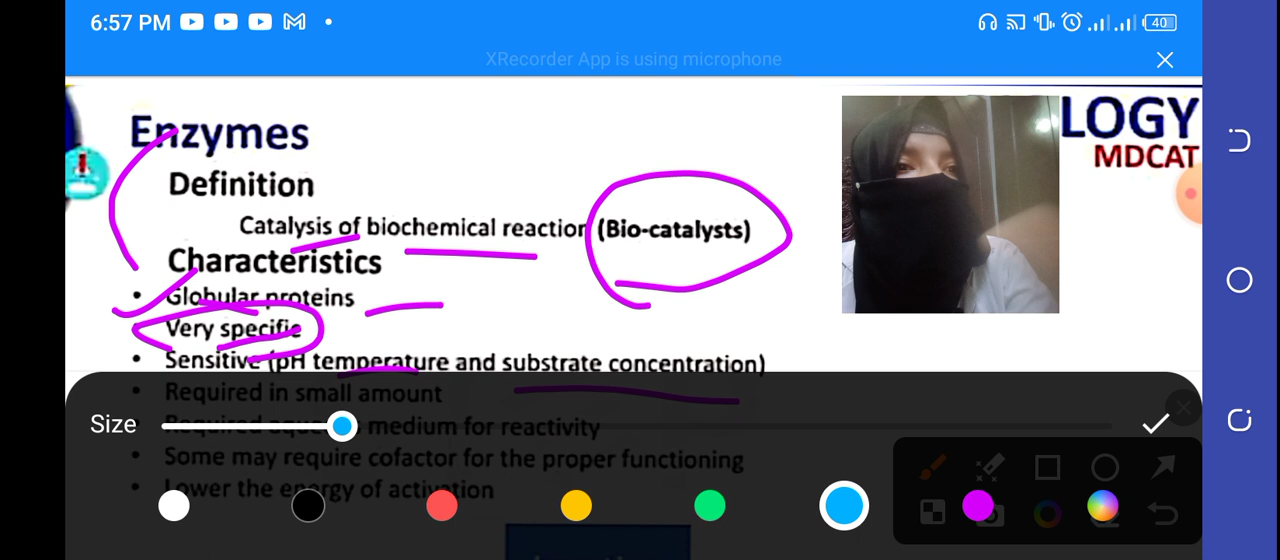 6:57 PM
40
XRecorder App is using microphone
LOGY
MDCAT
Enzymes
Definition
Catalysis of biochemical reaction (Bio-catalysts)
Characteristics
• Globular proteins
• Very specific
• Sensitive (pH temperature and substrate concentration)
• Required in small amount
Size
• Required aqueous medium for reactivity
• Some may require cofactor for the proper functioning
• Lower the energy of activation